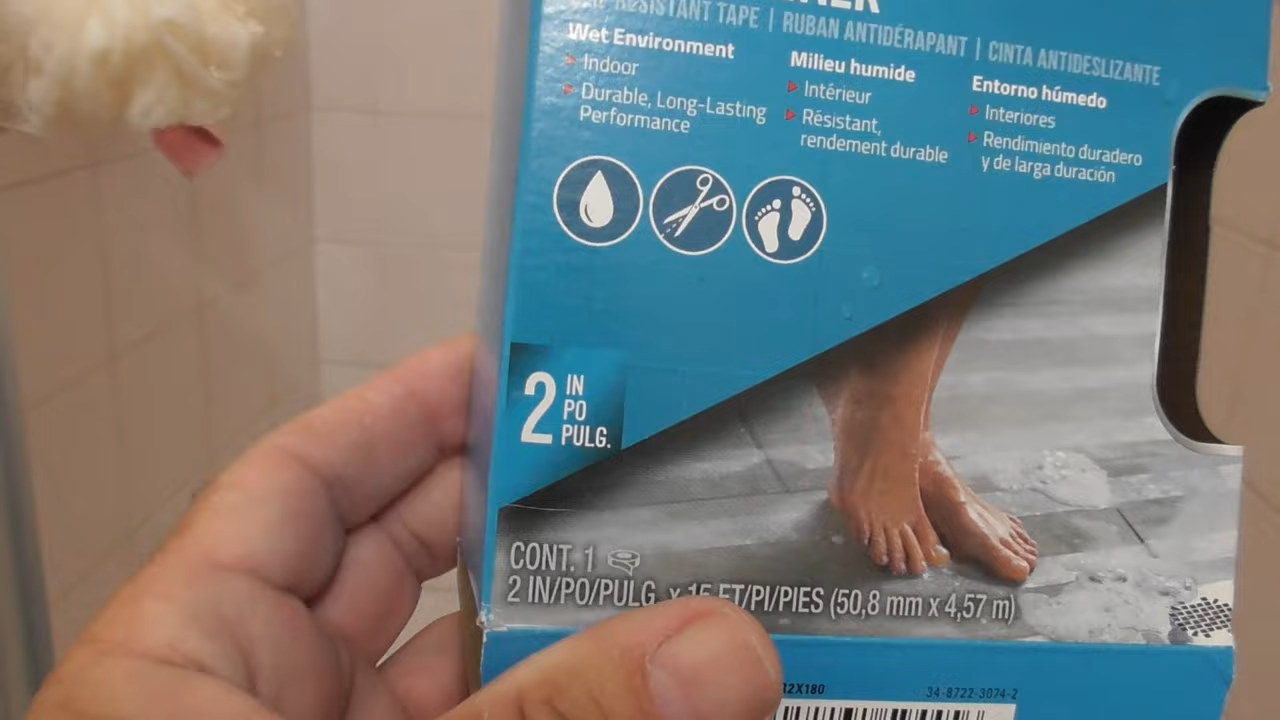 RESISTANT TAPE | RUBAN ANTIDÉRAPANT | CINTA ANTIDESLIZANTE
Wet Environment
Indoor
Durable, Long-Lasting
Performance
Milieu humide
Intérieur
Résistant,
rendement durable
Entorno húmedo
Interiores
Rendimiento duradero
y de larga duración
2 IN
PO
PULG.
CONT. 1
2 IN/PO/PULG. x 15 FT/PI/PIES (50,8 mm x 4,57 m)
12X180
34-8722-3074-2